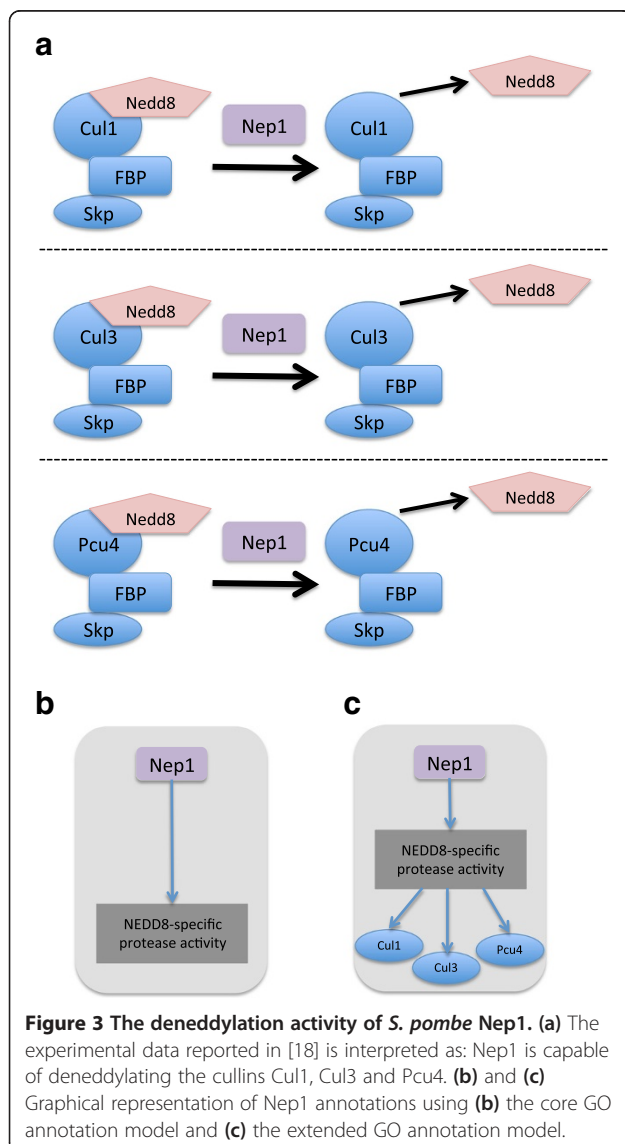 a
Nedd8
Nedd8
Cul1
Nep1
Cul1
FBP
FBP
Skp
Skp
Nedd8
Nedd8
Cul3
Nep1
Cul3
FBP
FBP
Skp
Skp
Nedd8
Nedd8
Pcu4
Nep1
Pcu4
FBP
FBP
Skp
Skp
b
Nep1
NEDD8-specific
protease activity
c
Nep1
NEDD8-specific
protease activity
Cul1
Cul3
Pcu4
Figure 3 The deneddylation activity of S. pombe Nep1. (a) The
experimental data reported in [18] is interpreted as: Nep1 is capable
of deneddylating the cullins Cul1, Cul3 and Pcu4. (b) and (c)
Graphical representation of Nep1 annotations using (b) the core GO
annotation model and (c) the extended GO annotation model.